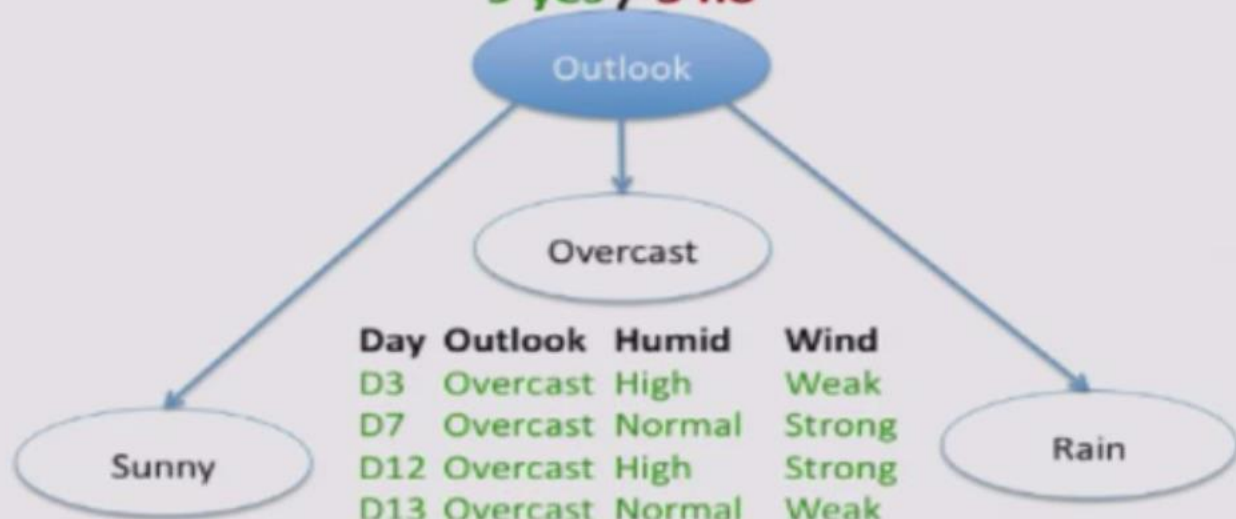 Outlook
Overcast
Day Outlook Humid Wind
D3 Overcast High Weak
D7 Overcast Normal Strong
D12 Overcast High Strong
D13 Overcast Normal Weak
Sunny
Rain